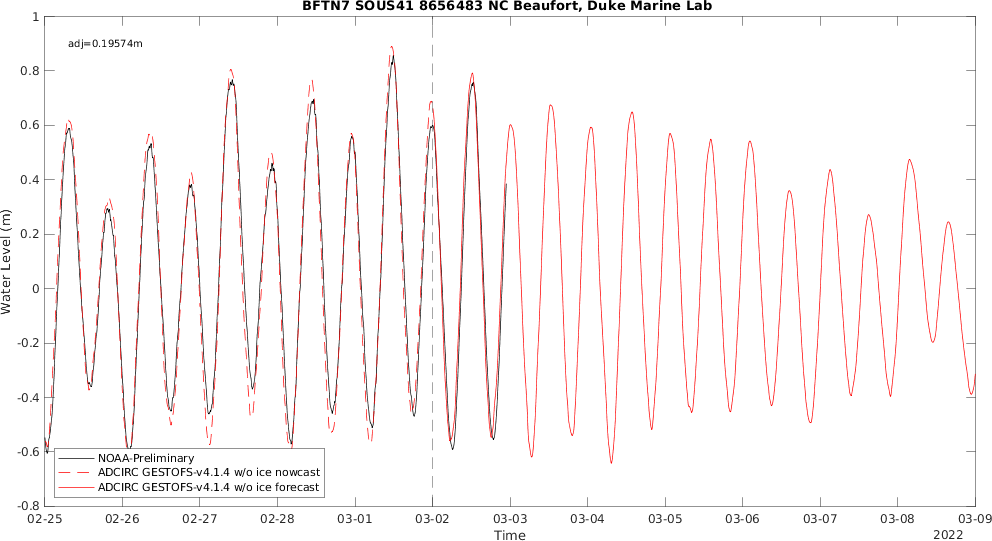 BFTN7 SOUS41 8656483 NC Beaufort, Duke Marine Lab
adj=0.19574m
Water Level (m)
1
0.8
0.6
0.4
0.2
0
-0.2
-0.4
-0.6
-0.8
NOAA-Preliminary
ADCIRC GESTOFS-v4.1.4 w/o ice nowcast
ADCIRC GESTOFS-v4.1.4 w/o ice forecast
02-25 02-26 02-27 02-28 03-01 03-02 03-03 03-04 03-05 03-06 03-07 03-08 03-09
Time
2022